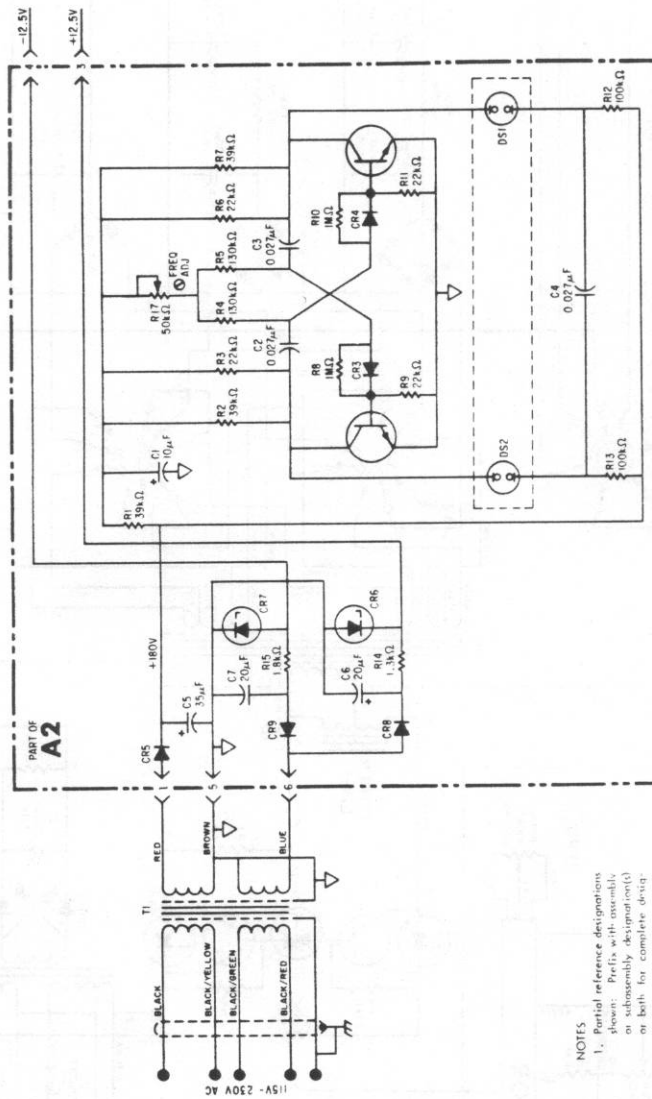 -12.5V
+12.5V
4
3
PART OF
A2
+180V
R1
39kΩ
C1
10µF
+
R2
39kΩ
R3
22kΩ
R17
50kΩ
FREQ
ADJ
R4
130kΩ
R5
130kΩ
R6
22kΩ
R7
39kΩ
C2
0.027µF
C3
0.027µF
R8
1MΩ
CR3
R9
22kΩ
R10
1MΩ
CR4
R11
22kΩ
DS2
DS1
C4
0.027µF
R13
100kΩ
R12
100kΩ
CR5
C5
35µF
+
C7
20µF
CR7
R15
1.8kΩ
CR9
C6
20µF
+
CR6
R14
1.3kΩ
CR8
1
5
6
RED
BROWN
BLUE
T1
BLACK
BLACK/YELLOW
BLACK/GREEN
BLACK/RED
115V- 230V AC
NOTES
1. Partial reference designations
shown: Prefix with assembly
or subassembly designation(s)
or both for complete desig-